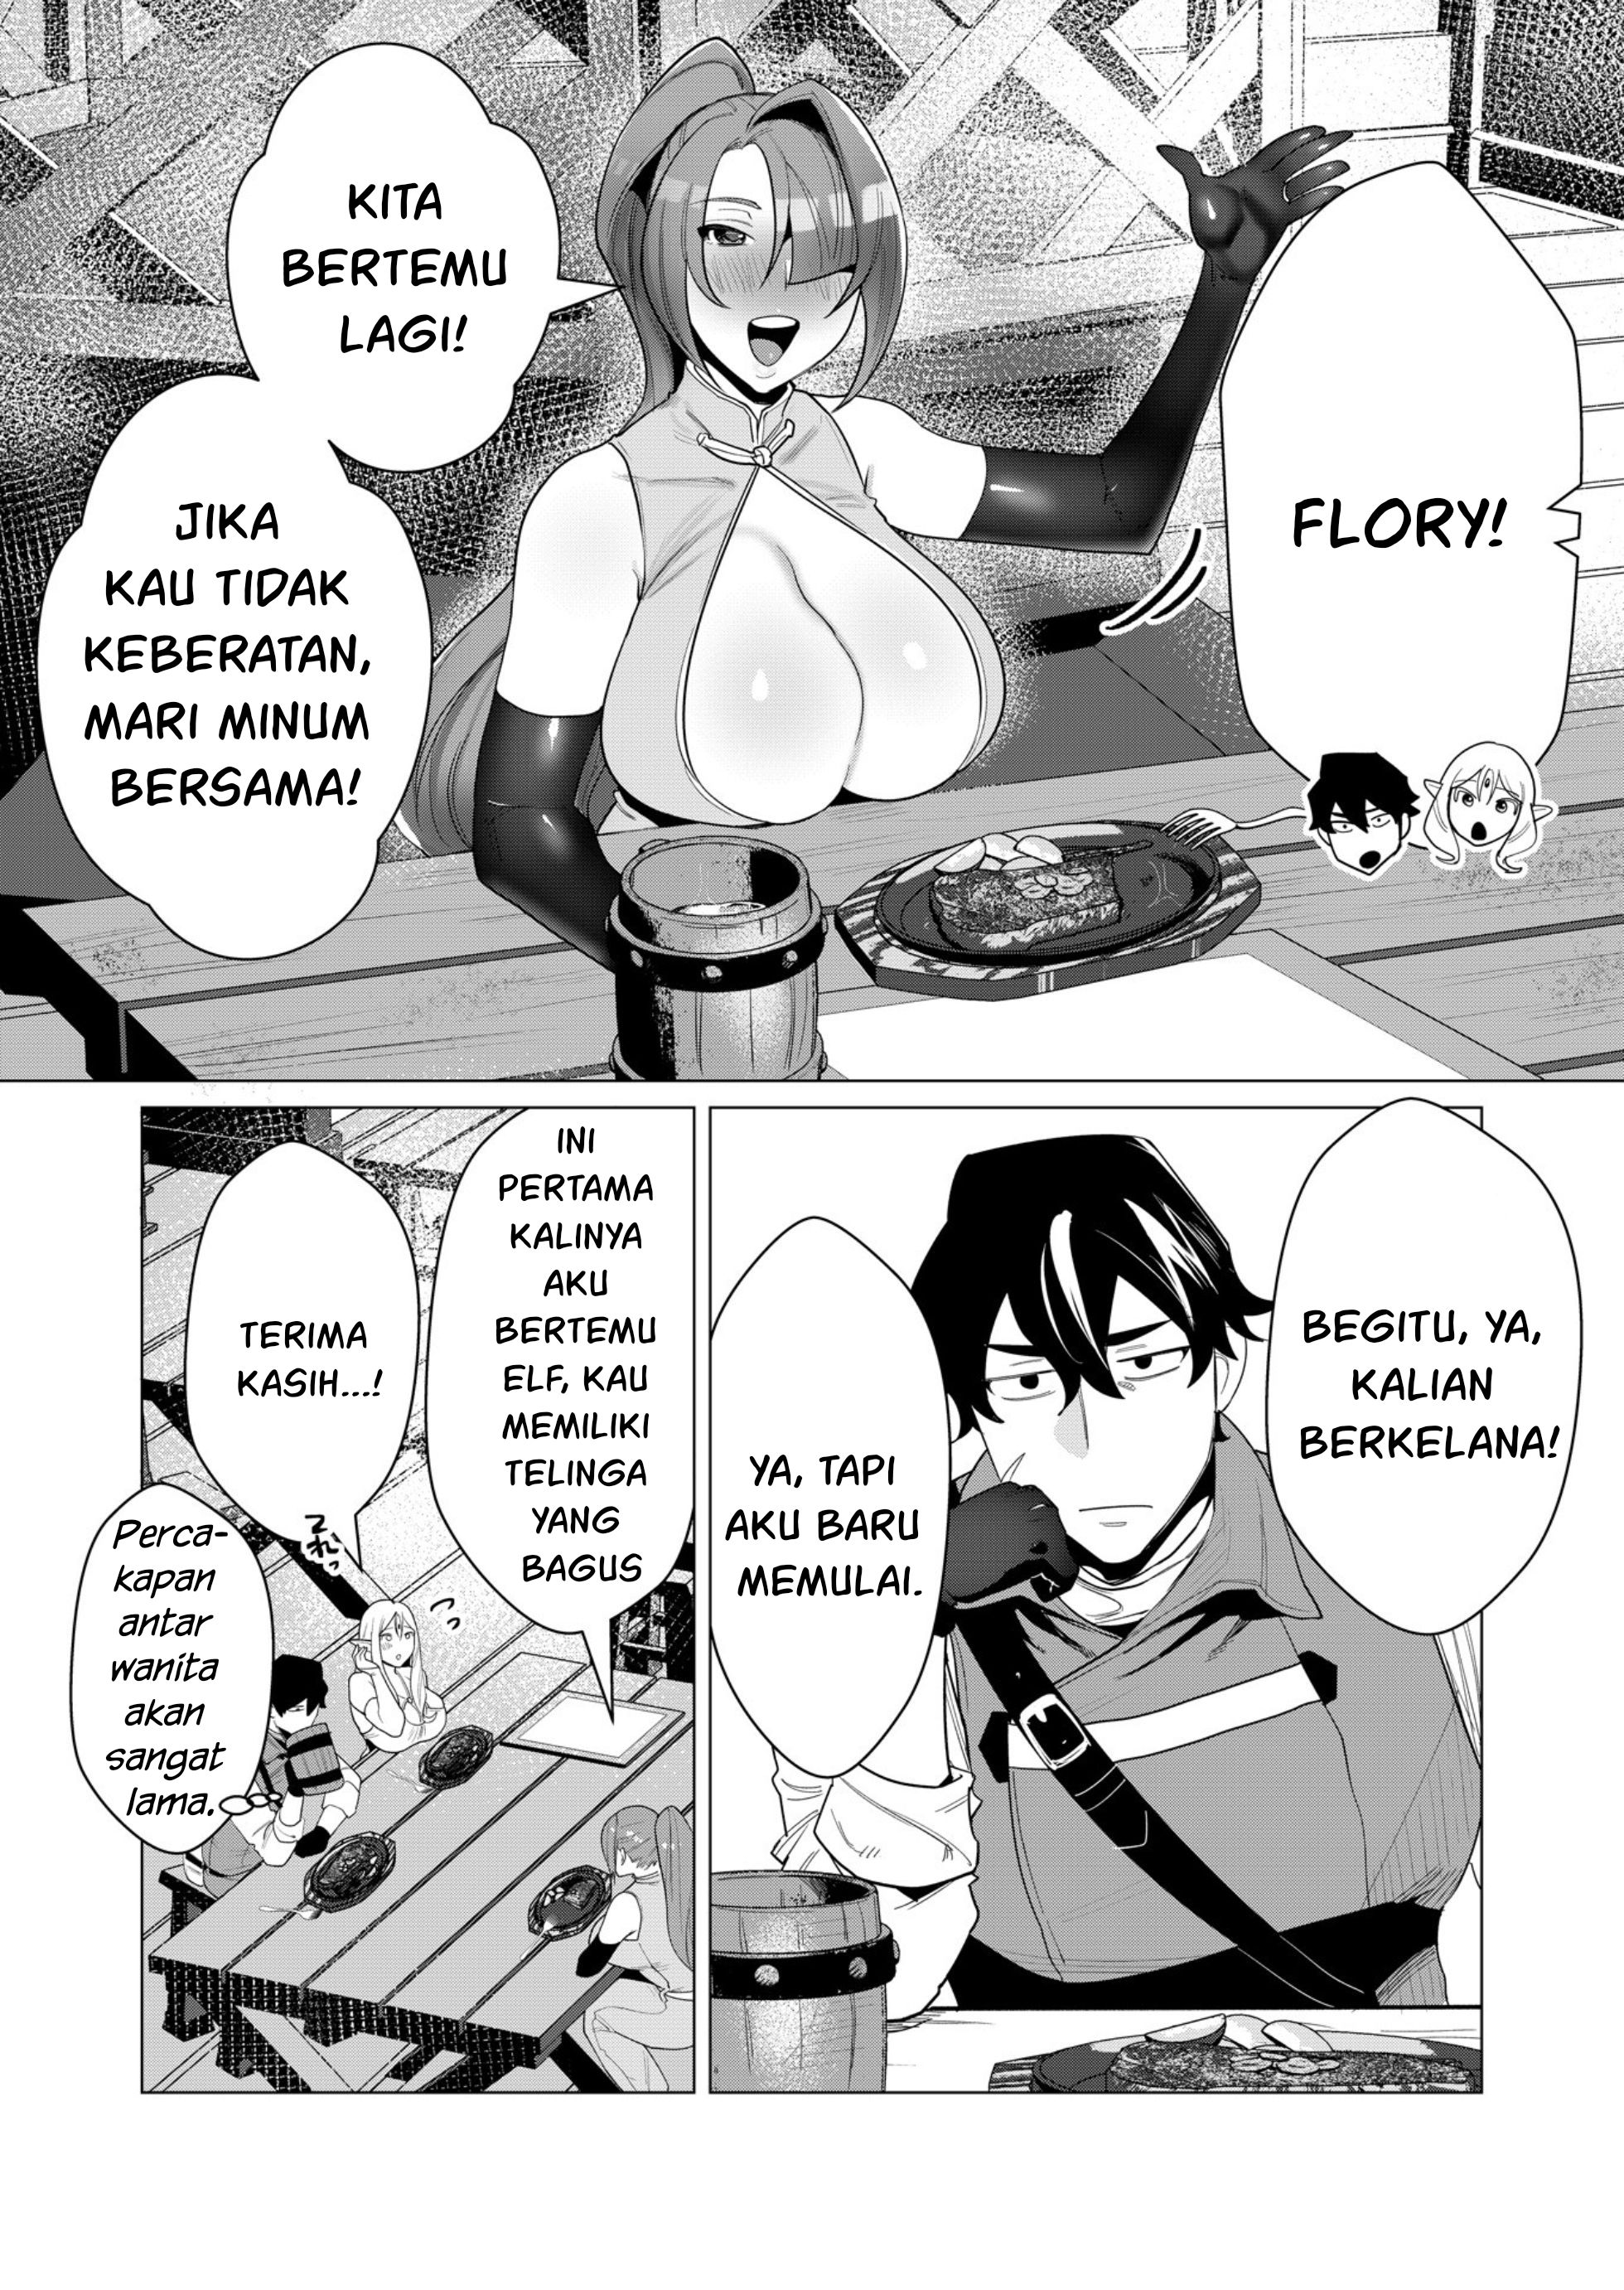 FLORY!
KITA
BERTEMU
LAGI!
JIKA
KAU TIDAK
KEBERATAN,
MARI MINUM
BERSAMA!
BEGITU, YA,
KALIAN
BERKELANA!
YA, TAPI
AKU BARU
MEMULAI.
INI
PERTAMA
KALINYA
AKU
BERTEMU
ELF, KAU
MEMILIKI
TELINGA
YANG
BAGUS
TERIMA
KASIH...!
Perca-
kapan
antar
wanita
akan
sangat
lama.